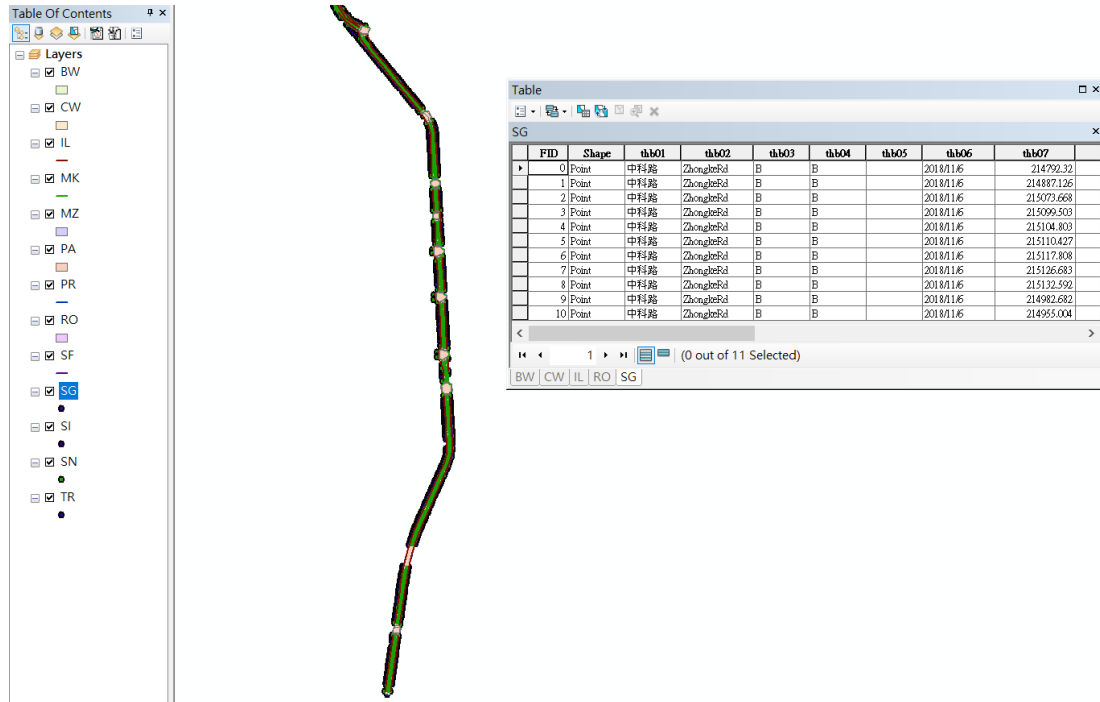 Table Of Contents
Layers
BW
CW
IL
MK
MZ
PA
PR
RO
SF
SG
SI
SN
TR
Table
SG
FID Shape thb01 thb02 thb03 thb04 thb05 thb06 thb07
0 Point 中科路 ZhongkeRd B B 2018/11/6 214792.32
1 Point 中科路 ZhongkeRd B B 2018/11/6 214887.126
2 Point 中科路 ZhongkeRd B B 2018/11/6 215073.668
3 Point 中科路 ZhongkeRd B B 2018/11/6 215099.503
4 Point 中科路 ZhongkeRd B B 2018/11/6 215104.803
5 Point 中科路 ZhongkeRd B B 2018/11/6 215110.427
6 Point 中科路 ZhongkeRd B B 2018/11/6 215117.808
7 Point 中科路 ZhongkeRd B B 2018/11/6 215126.683
8 Point 中科路 ZhongkeRd B B 2018/11/6 215132.592
9 Point 中科路 ZhongkeRd B B 2018/11/6 214982.682
10 Point 中科路 ZhongkeRd B B 2018/11/6 214955.004
1 (0 out of 11 Selected)
BW CW IL RO SG